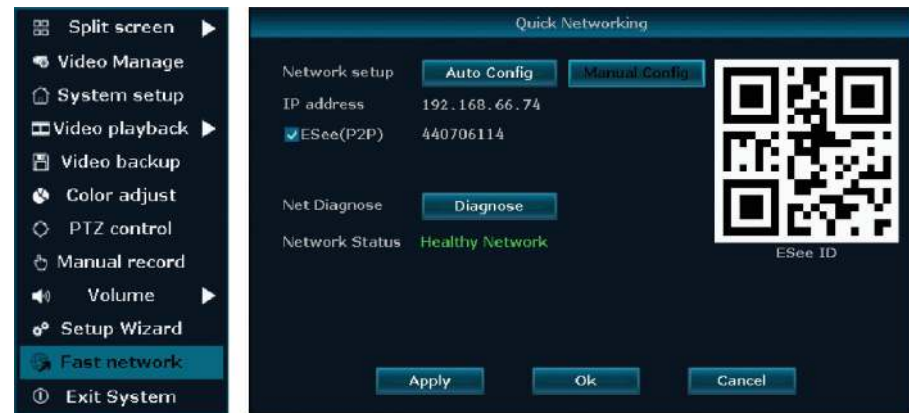 Split screen
Video Manage
System setup
Video playback
Video backup
Color adjust
PTZ control
Manual record
Volume
Setup Wizard
Fast network
Exit System
Quick Networking
Network setup Auto Config Manual Config
IP address 192.168.66.74
ESee(P2P) 440706114
Net Diagnose Diagnose
Network Status Healthy Network
ESee ID
Apply Ok Cancel